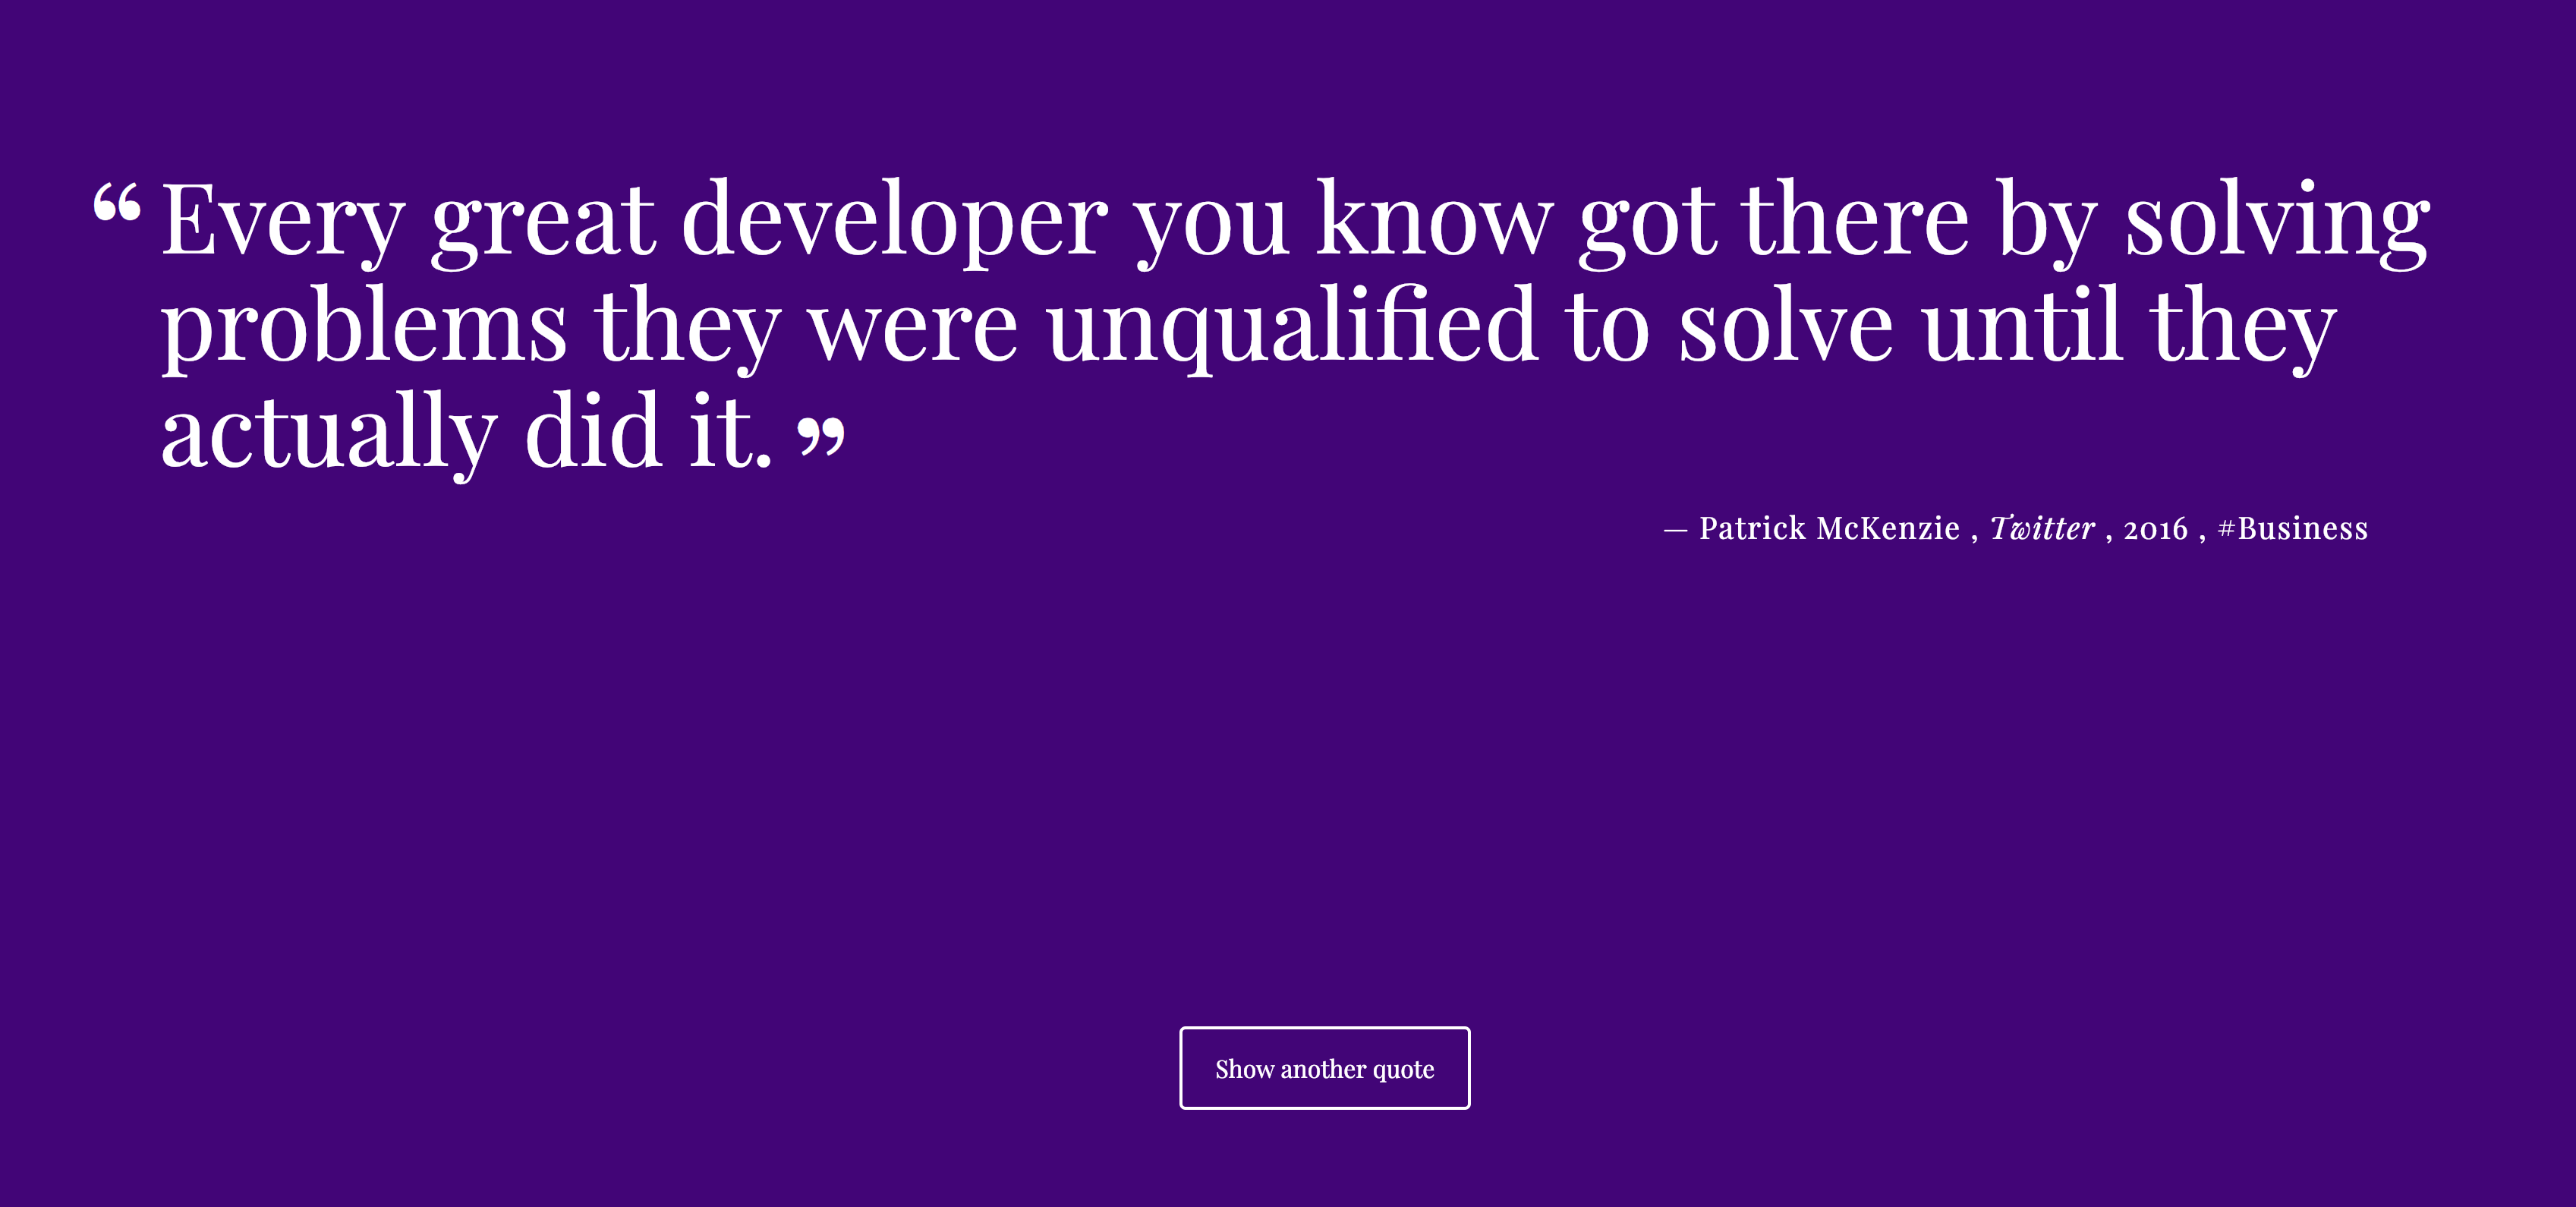 “ Every great developer you know got there by solving
problems they were unqualified to solve until they
actually did it. ”
— Patrick McKenzie , Twitter , 2016 , #Business
Show another quote